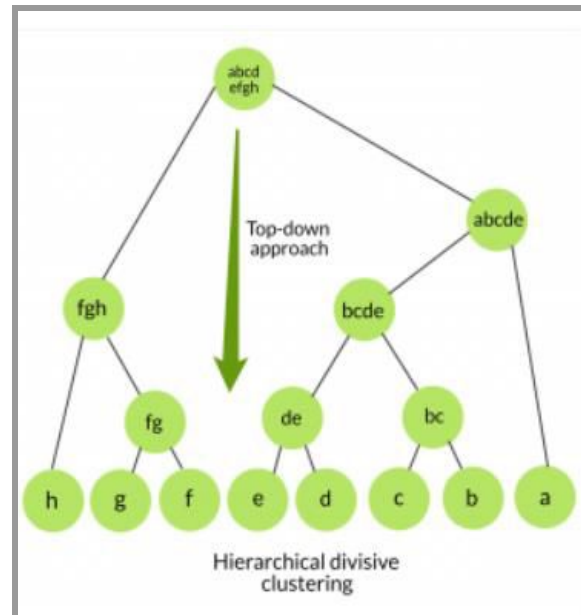 abcd
efgh
abcde
Top-down
approach
fgh
bcde
fg
de
bc
h
g
f
e
d
c
b
a
Hierarchical divisive
clustering